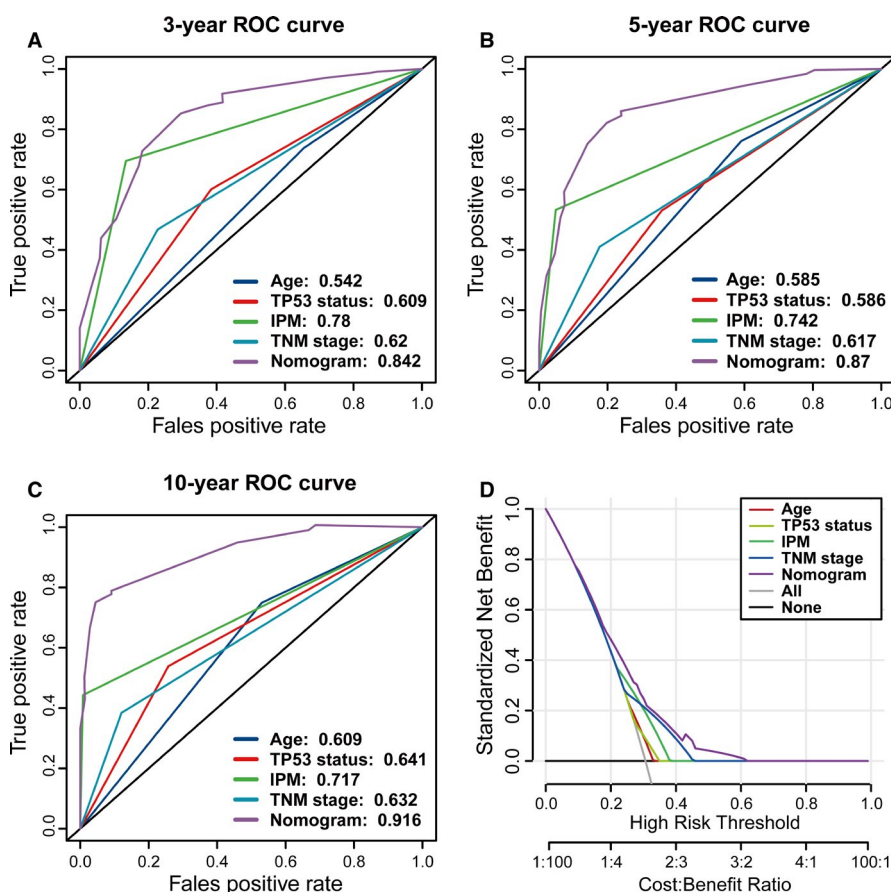 3-year ROC curve
A
True positive rate
0.0 0.2 0.4 0.6 0.8 1.0
Age: 0.542
TP53 status: 0.609
IPM: 0.78
TNM stage: 0.62
Nomogram: 0.842
0.0 0.2 0.4 0.6 0.8 1.0
Fales positive rate
5-year ROC curve
B
True positive rate
0.0 0.2 0.4 0.6 0.8 1.0
Age: 0.585
TP53 status: 0.586
IPM: 0.742
TNM stage: 0.617
Nomogram: 0.87
0.0 0.2 0.4 0.6 0.8 1.0
Fales positive rate
10-year ROC curve
C
True positive rate
0.0 0.2 0.4 0.6 0.8 1.0
Age: 0.609
TP53 status: 0.641
IPM: 0.717
TNM stage: 0.632
Nomogram: 0.916
0.0 0.2 0.4 0.6 0.8 1.0
Fales positive rate
D
Standardized Net Benefit
0.0 0.2 0.4 0.6 0.8 1.0
Age
TP53 status
IPM
TNM stage
Nomogram
All
None
0.0 0.2 0.4 0.6 0.8 1.0
High Risk Threshold
1:100 1:4 2:3 3:2 4:1 100:1
Cost:Benefit Ratio